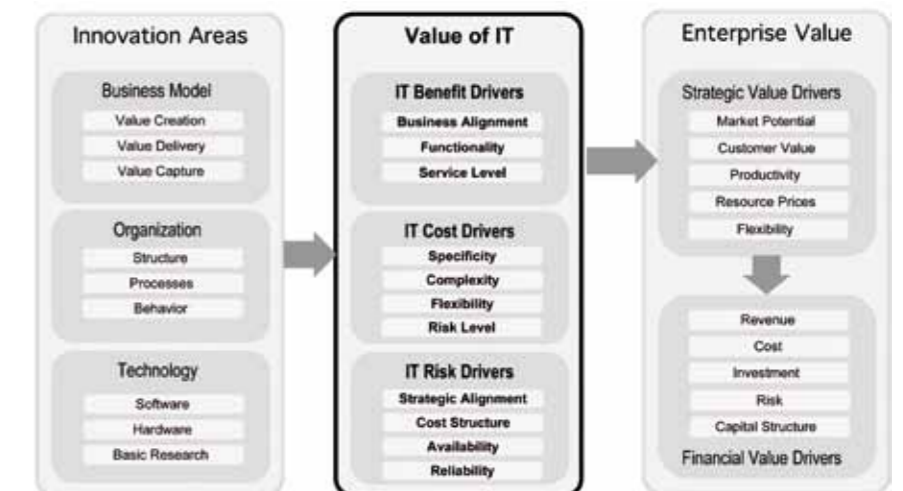 Innovation Areas
Business Model
Value Creation
Value Delivery
Value Capture
Organization
Structure
Processes
Behavior
Technology
Software
Hardware
Basic Research
Value of IT
IT Benefit Drivers
Business Alignment
Functionality
Service Level
IT Cost Drivers
Specificity
Complexity
Flexibility
Risk Level
IT Risk Drivers
Strategic Alignment
Cost Structure
Availability
Reliability
Enterprise Value
Strategic Value Drivers
Market Potential
Customer Value
Productivity
Resource Prices
Flexibility
Revenue
Cost
Investment
Risk
Capital Structure
Financial Value Drivers